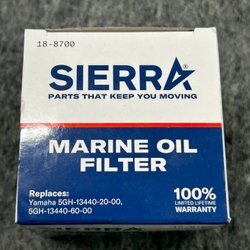 18-8700
SIERRA®
PARTS THAT KEEP YOU MOVING
MARINE OIL
FILTER
Replaces:
Yamaha 5GH-13440-20-00,
5GH-13440-60-00
100%
LIMITED LIFETIME
WARRANTY